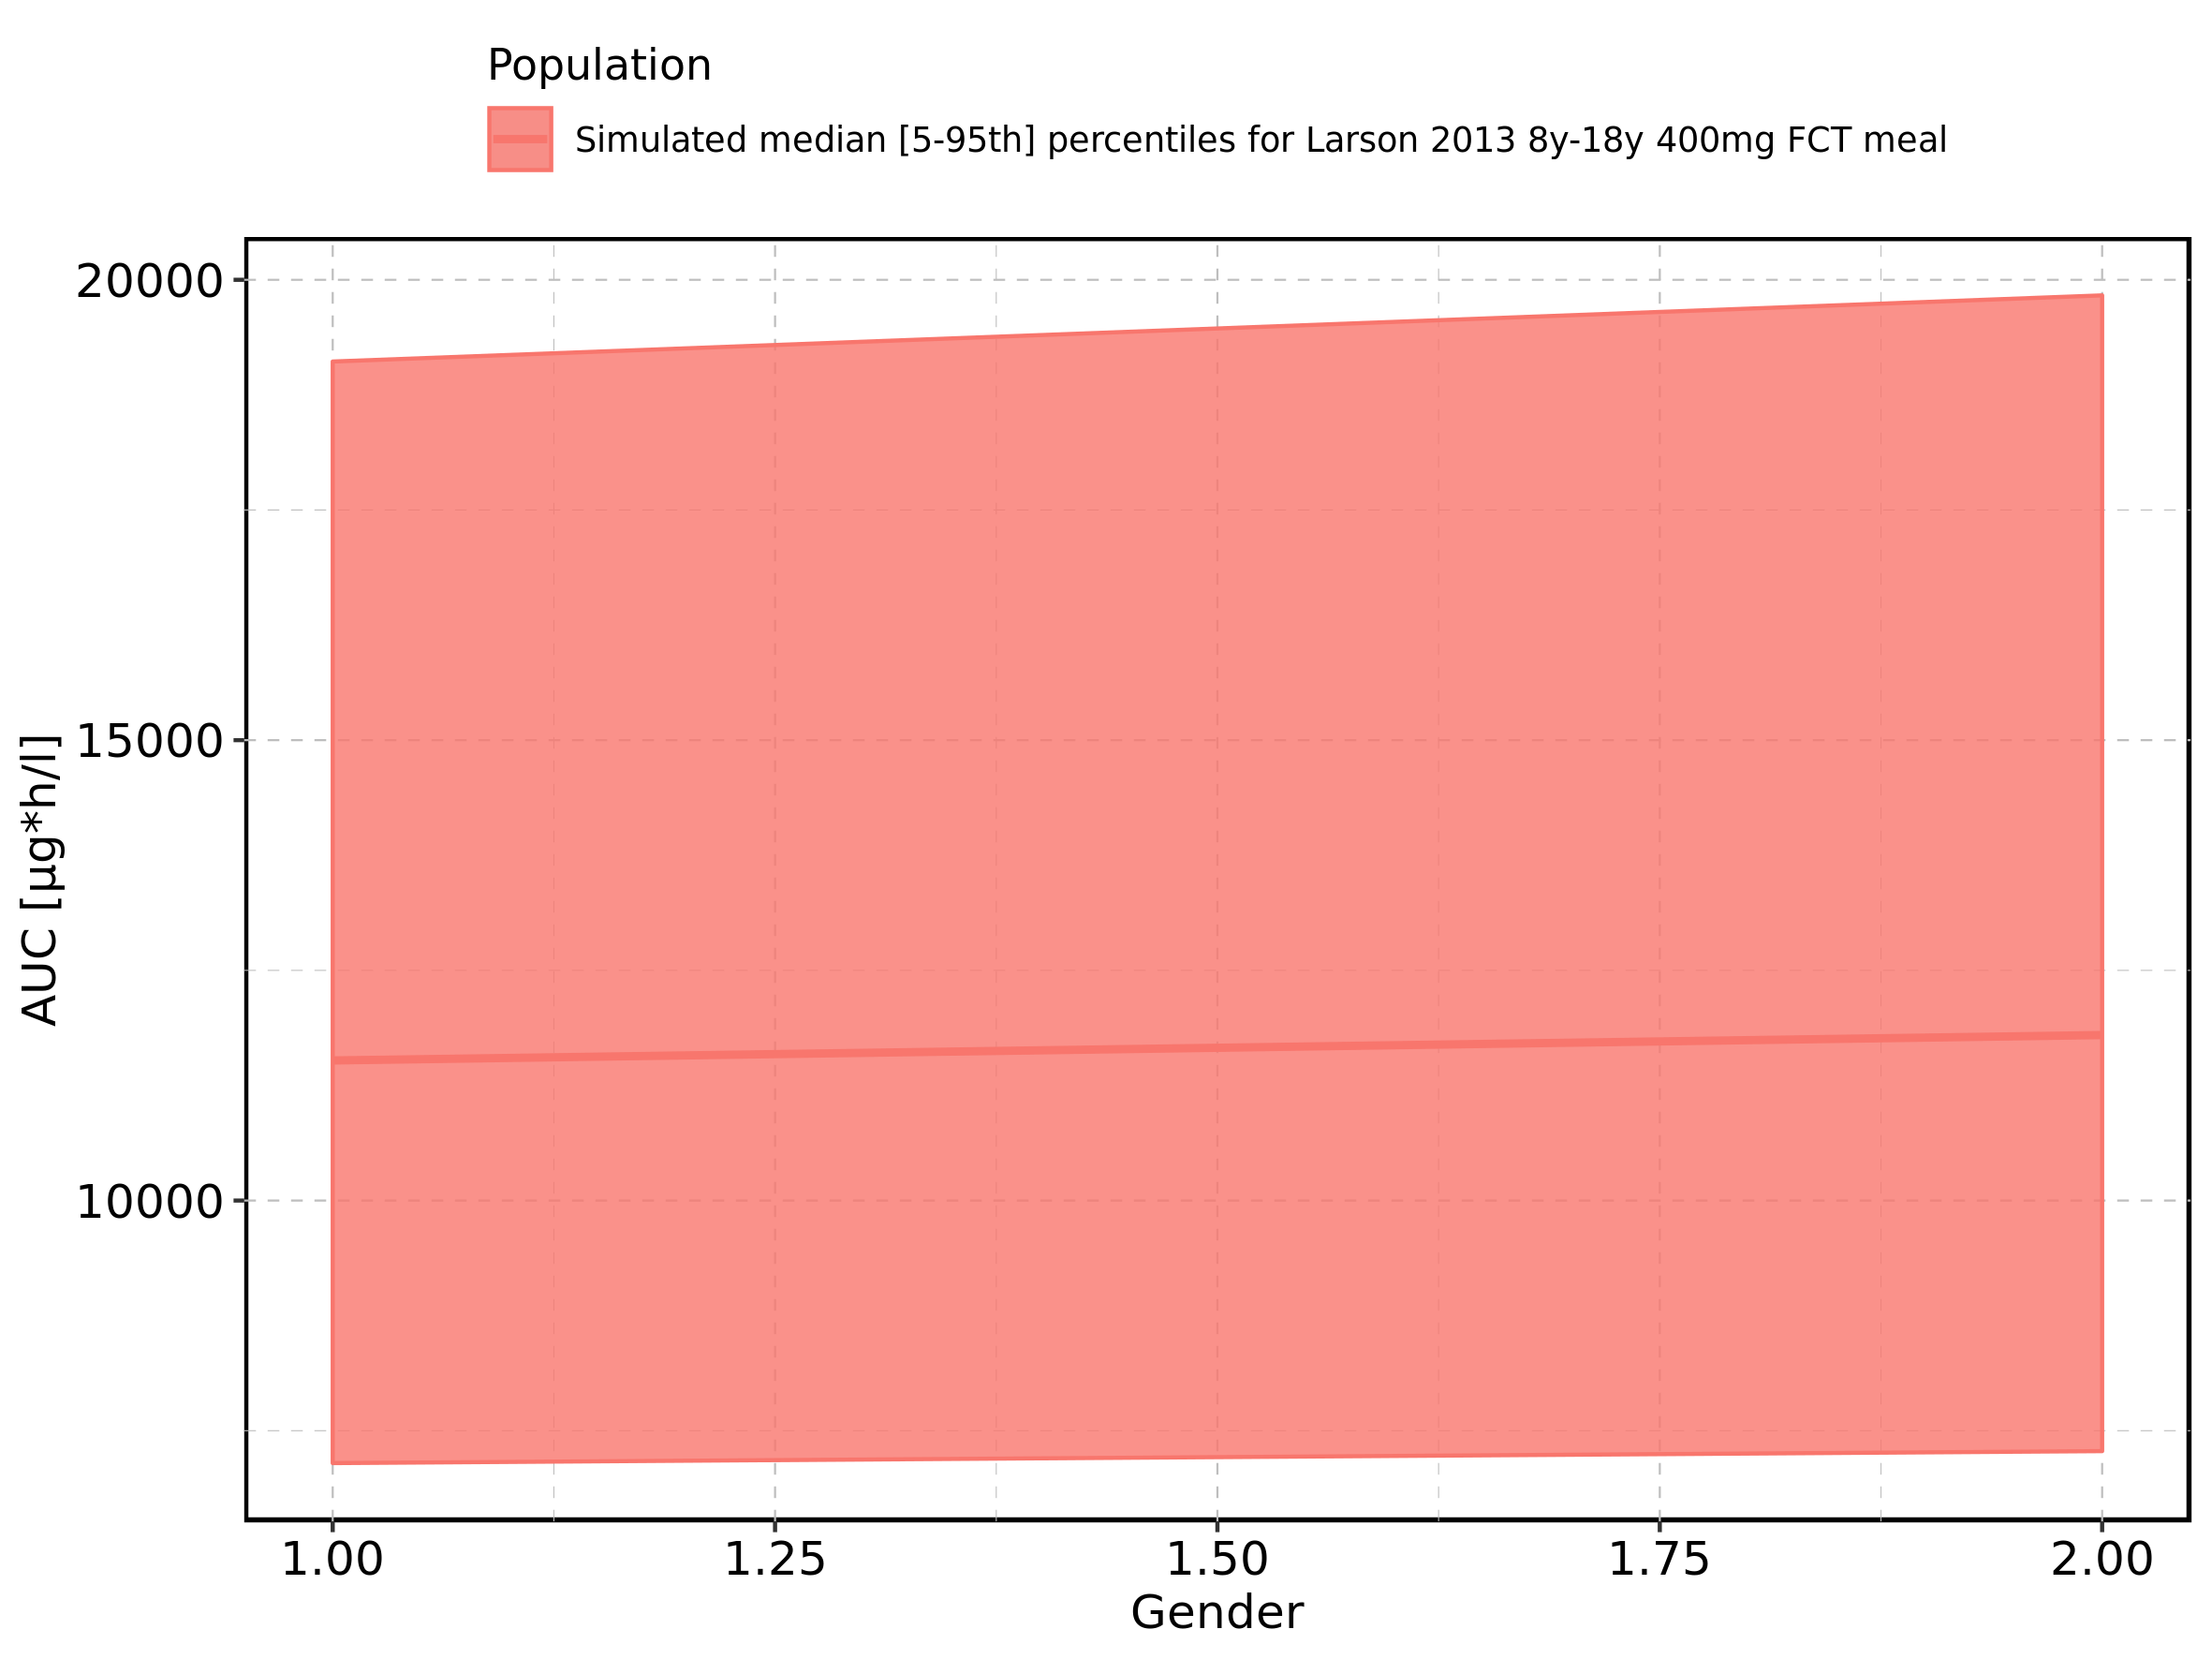 Population
Simulated median [5-95th] percentiles for Larson 2013 8y-18y 400mg FCT meal
20000
15000
10000
AUC [µg*h/l]
1.00 1.25 1.50 1.75 2.00
Gender